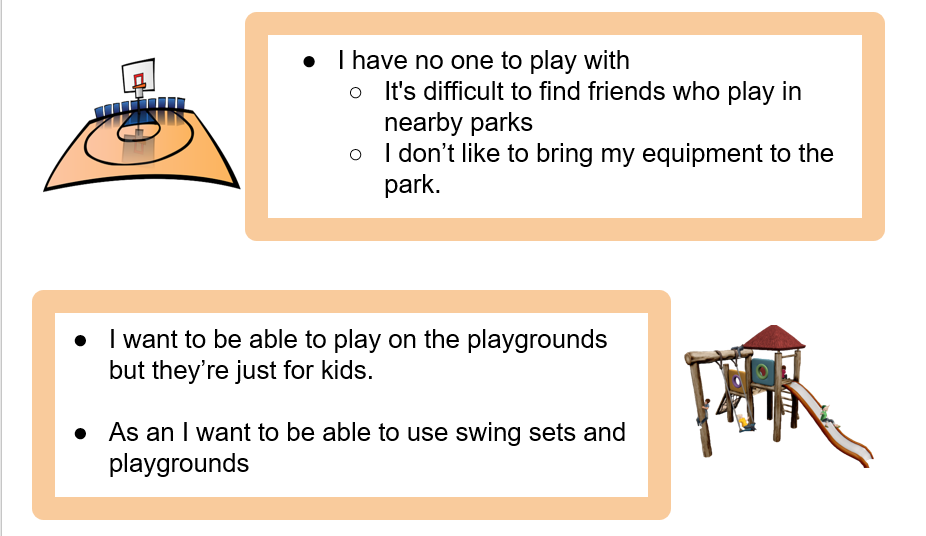 ● I have no one to play with
○ It's difficult to find friends who play in
nearby parks
○ I don’t like to bring my equipment to the
park.
● I want to be able to play on the playgrounds
but they’re just for kids.
● As an I want to be able to use swing sets and
playgrounds